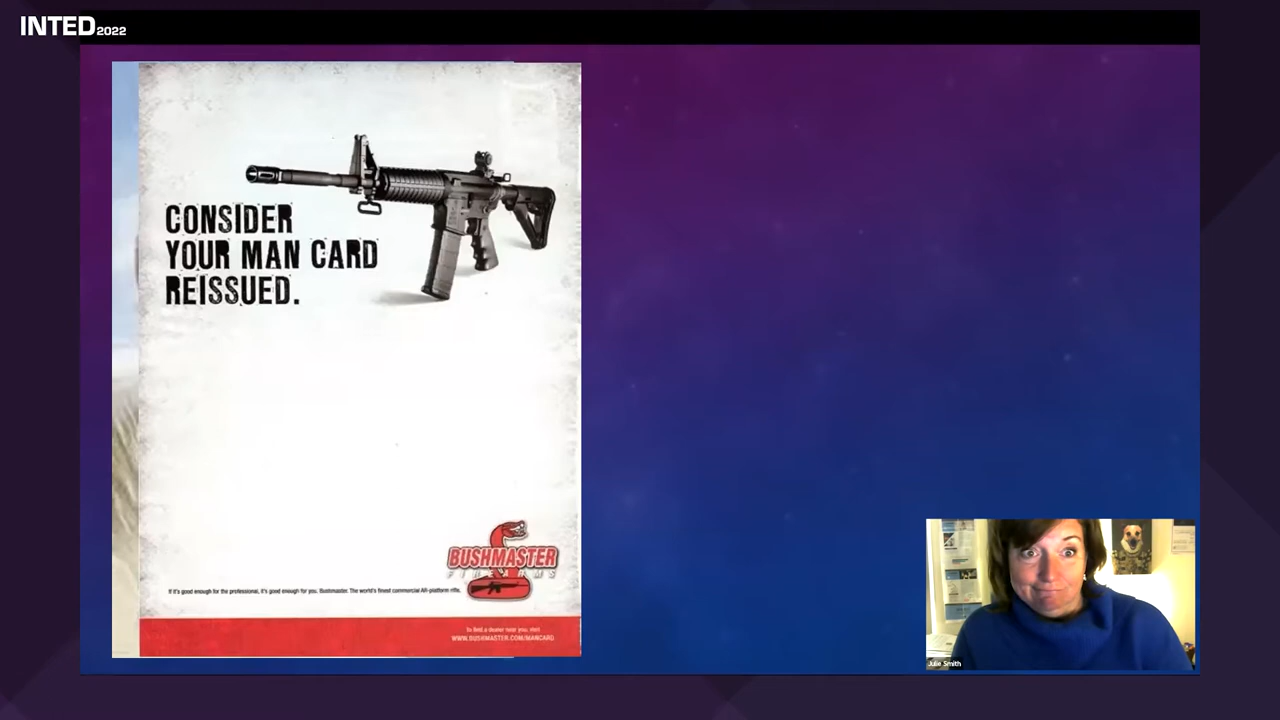 INTED2022
CONSIDER
YOUR MAN CARD
REISSUED.
BUSHMASTER
FIREARMS
If it's good enough for the professional, it's good enough for you. Bushmaster. The world's finest commercial AR-platform rifle.
To find a dealer near you, visit
WWW.BUSHMASTER.COM/MANCARD
Julie Smith